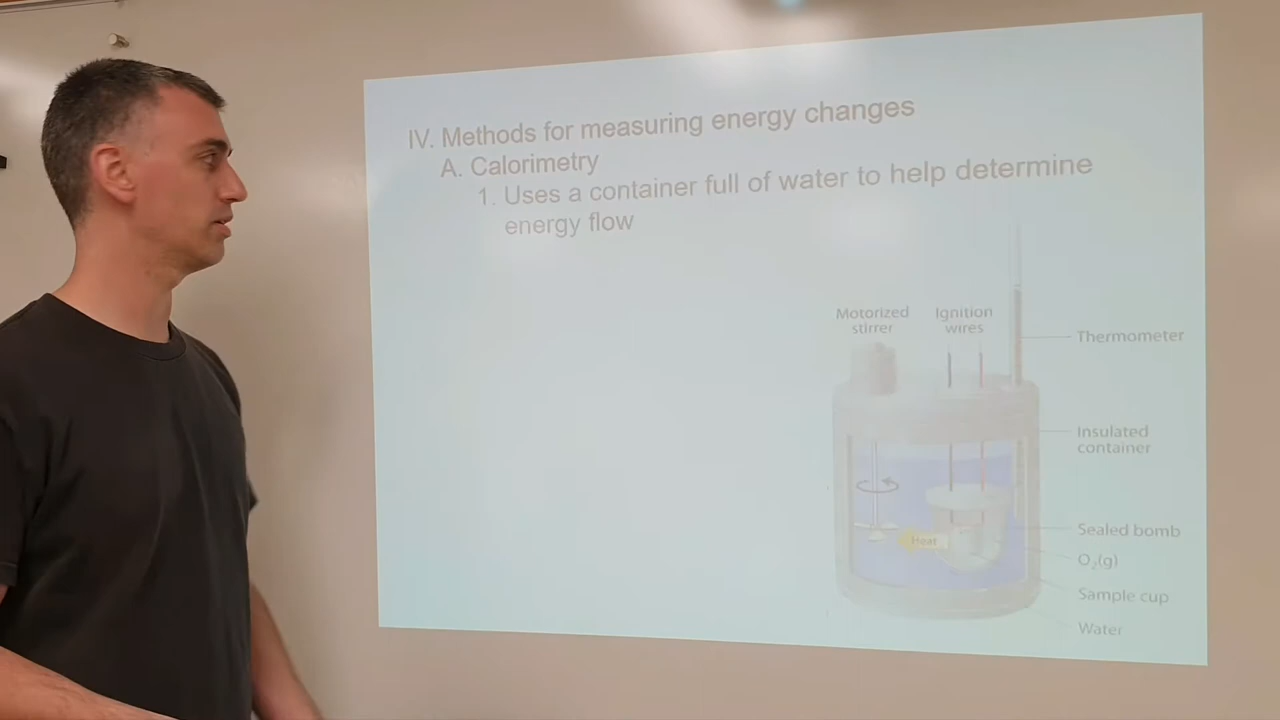 IV. Methods for measuring energy changes
A. Calorimetry
1. Uses a container full of water to help determine
energy flow
Motorized
stirrer
Ignition
wires
Thermometer
Insulated
container
Sealed bomb
Heat
O₂(g)
Sample cup
Water